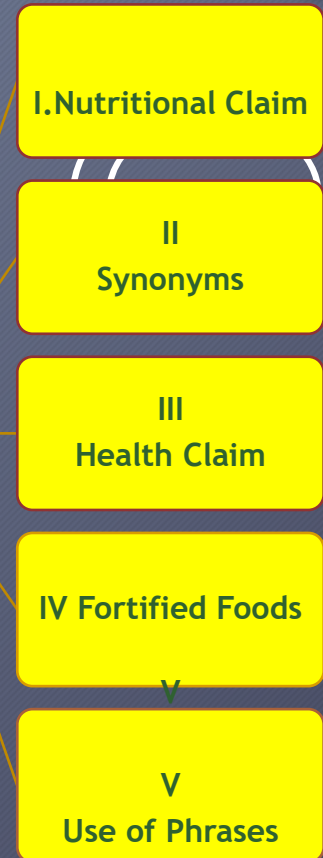 I.Nutritional Claim
II
Synonyms
III
Health Claim
IV Fortified Foods
V
V
Use of Phrases